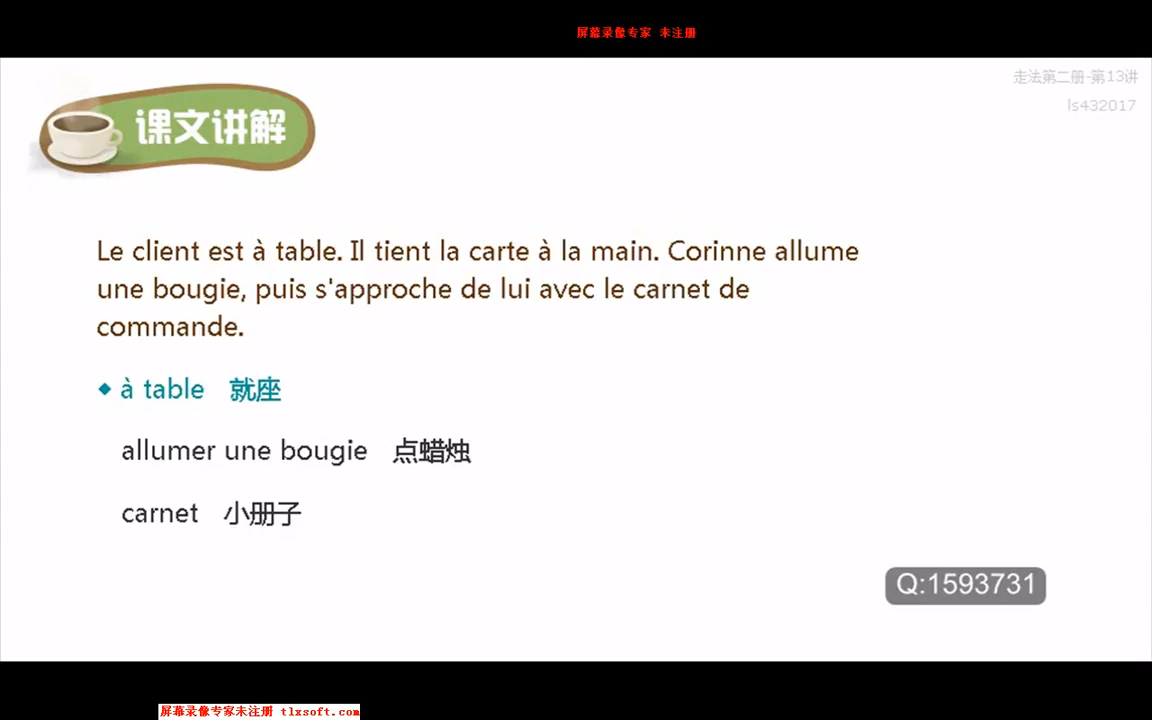 屏幕录像专家 未注册
走法第二册-第13讲
ls432017
课文讲解
Le client est à table. Il tient la carte à la main. Corinne allume
une bougie, puis s'approche de lui avec le carnet de
commande.
◆ à table 就座
allumer une bougie 点蜡烛
carnet 小册子
Q:1593731
屏幕录像专家未注册 tlxsoft.com